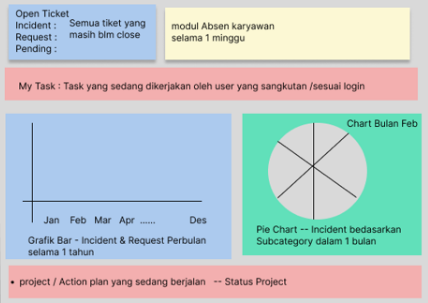 Open Ticket
Incident :
Request :
Pending :
Semua tiket yang
masih blm close
modul Absen karyawan
selama 1 minggu
My Task : Task yang sedang dikerjakan oleh user yang sangkutan /sesuai login
Jan Feb Mar Apr ...... Des
Grafik Bar - Incident & Request Perbulan
selama 1 tahun
Chart Bulan Feb
Pie Chart -- Incident bedasarkan
Subcategory dalam 1 bulan
• project / Action plan yang sedang berjalan -- Status Project